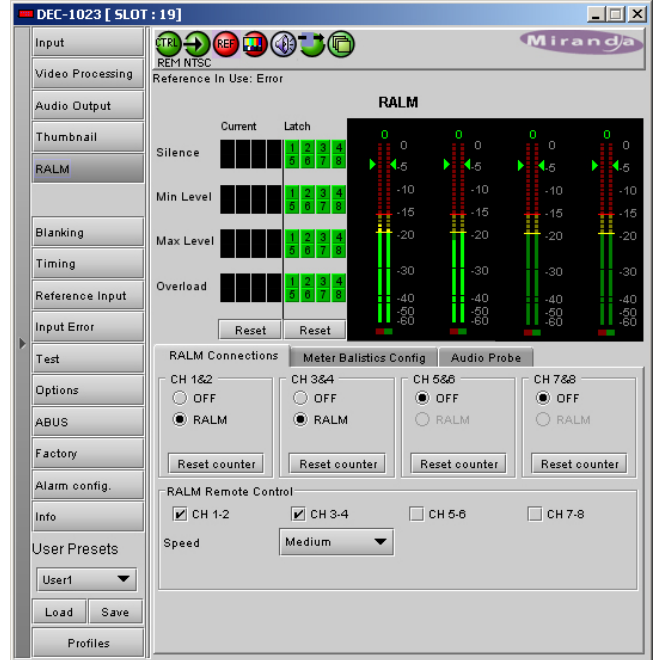 DEC-1023 [ SLOT : 19]
Input
Video Processing
Audio Output
Thumbnail
RALM
Blanking
Timing
Reference Input
Input Error
Test
Options
ABUS
Factory
Alarm config.
Info
User Presets
User1
Load Save
Profiles
CTRL REF
REM NTSC
Miranda
Reference In Use: Error
RALM
Current Latch
Silence
1 2 3 4
5 6 7 8
Min Level
1 2 3 4
5 6 7 8
Max Level
1 2 3 4
5 6 7 8
Overload
1 2 3 4
5 6 7 8
Reset Reset
0 0 0 0
0 0 0 0
-5 -5 -5 -5
-10 -10 -10 -10
-15 -15 -15 -15
-20 -20 -20 -20
-30 -30 -30 -30
-40 -40 -40 -40
-50 -50 -50 -50
-60 -60 -60 -60
RALM Connections Meter Balistics Config Audio Probe
CH 1&2 CH 3&4 CH 5&6 CH 7&8
OFF OFF OFF OFF
RALM RALM RALM RALM
Reset counter Reset counter Reset counter Reset counter
RALM Remote Control
CH 1-2 CH 3-4 CH 5-6 CH 7-8
Speed Medium